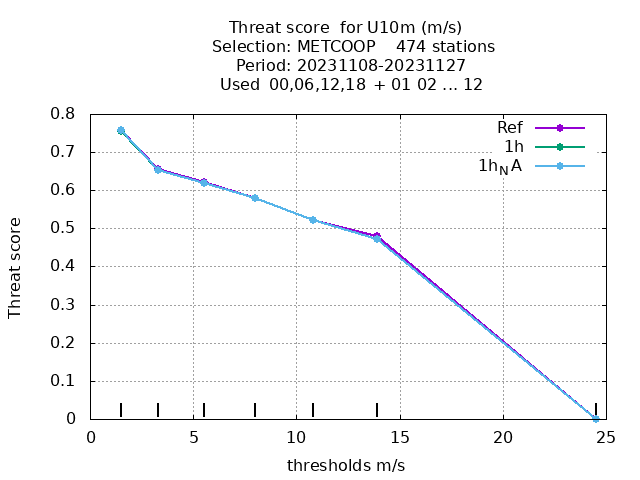 Threat score  for U10m (m/s)
Selection: METCOOP    474 stations
Period: 20231108-20231127
Used  00,06,12,18 + 01 02 ... 12
Ref
1h
1hNA
Threat score
0.8
0.7
0.6
0.5
0.4
0.3
0.2
0.1
0
0 5 10 15 20 25
thresholds m/s